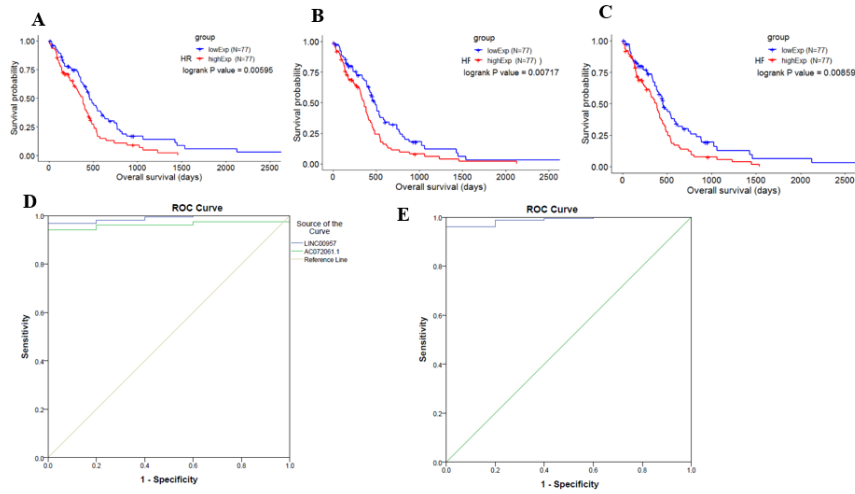 A
group
lowExp (N=77)
HR highExp (N=77)
logrank P value = 0.00595
Survival probability
1.00
0.75
0.50
0.25
0.00
0 500 1000 1500 2000 2500
Overall survival (days)
B
group
lowExp (N=77)
HF highExp (N=77) )
logrank P value = 0.00717
Survival probability
1.00
0.75
0.50
0.25
0.00
0 500 1000 1500 2000 2500
Overall survival (days)
C
group
lowExp (N=77)
HF highExp (N=77)
logrank P value = 0.00859
Survival probability
1.00
0.75
0.50
0.25
0.00
0 500 1000 1500 2000 2500
Overall survival (days)
D
ROC Curve
Source of the
Curve
LINC00957
AC072061.1
Reference Line
Sensitivity
1.0
0.8
0.6
0.4
0.2
0.0
0.0 0.2 0.4 0.6 0.8 1.0
1 - Specificity
E
ROC Curve
Sensitivity
1.0
0.8
0.6
0.4
0.2
0.0
0.0 0.2 0.4 0.6 0.8 1.0
1 - Specificity